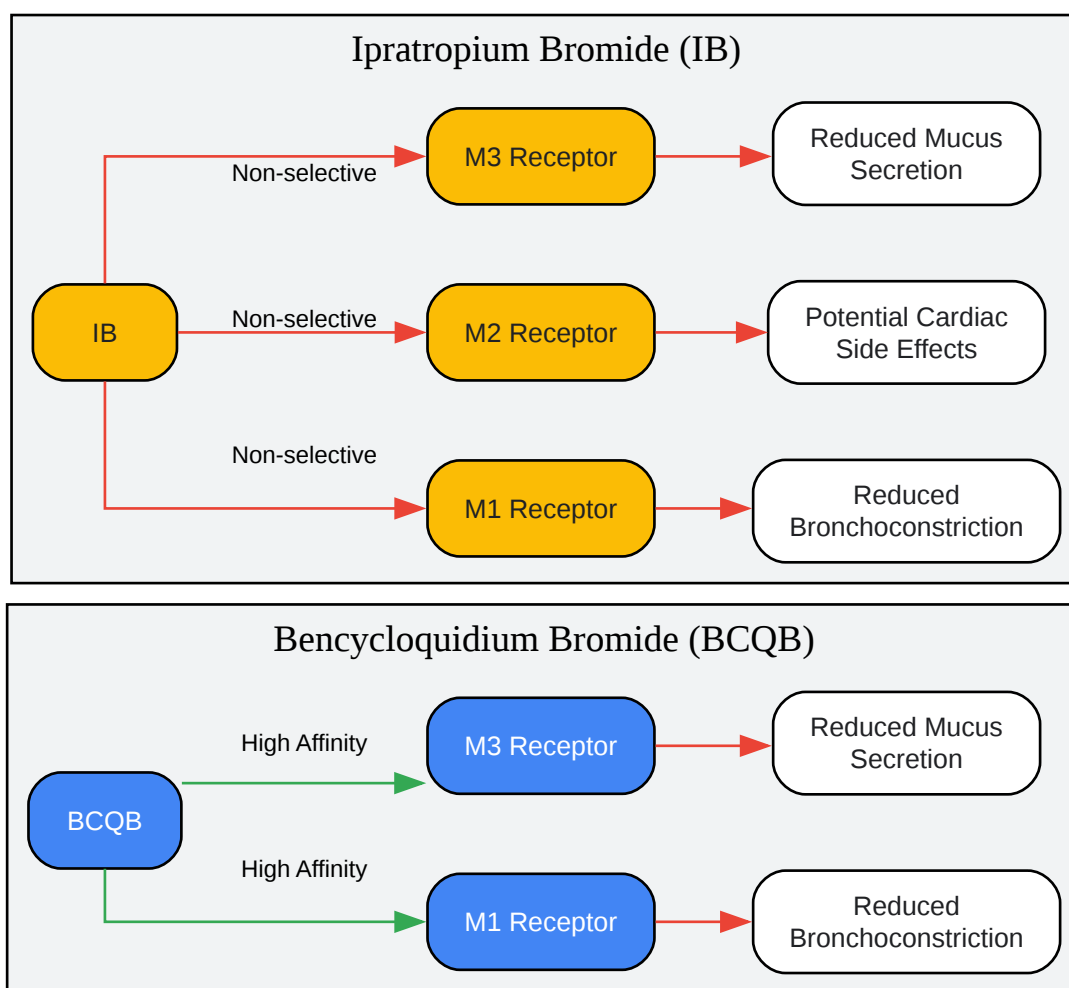 Ipratropium Bromide (IB)
M3 Receptor
Reduced Mucus
Secretion
Non-selective
IB
Non-selective
M2 Receptor
Potential Cardiac
Side Effects
Non-selective
M1 Receptor
Reduced
Bronchoconstriction
Bencycloquidium Bromide (BCQB)
High Affinity
M3 Receptor
Reduced Mucus
Secretion
BCQB
High Affinity
M1 Receptor
Reduced
Bronchoconstriction